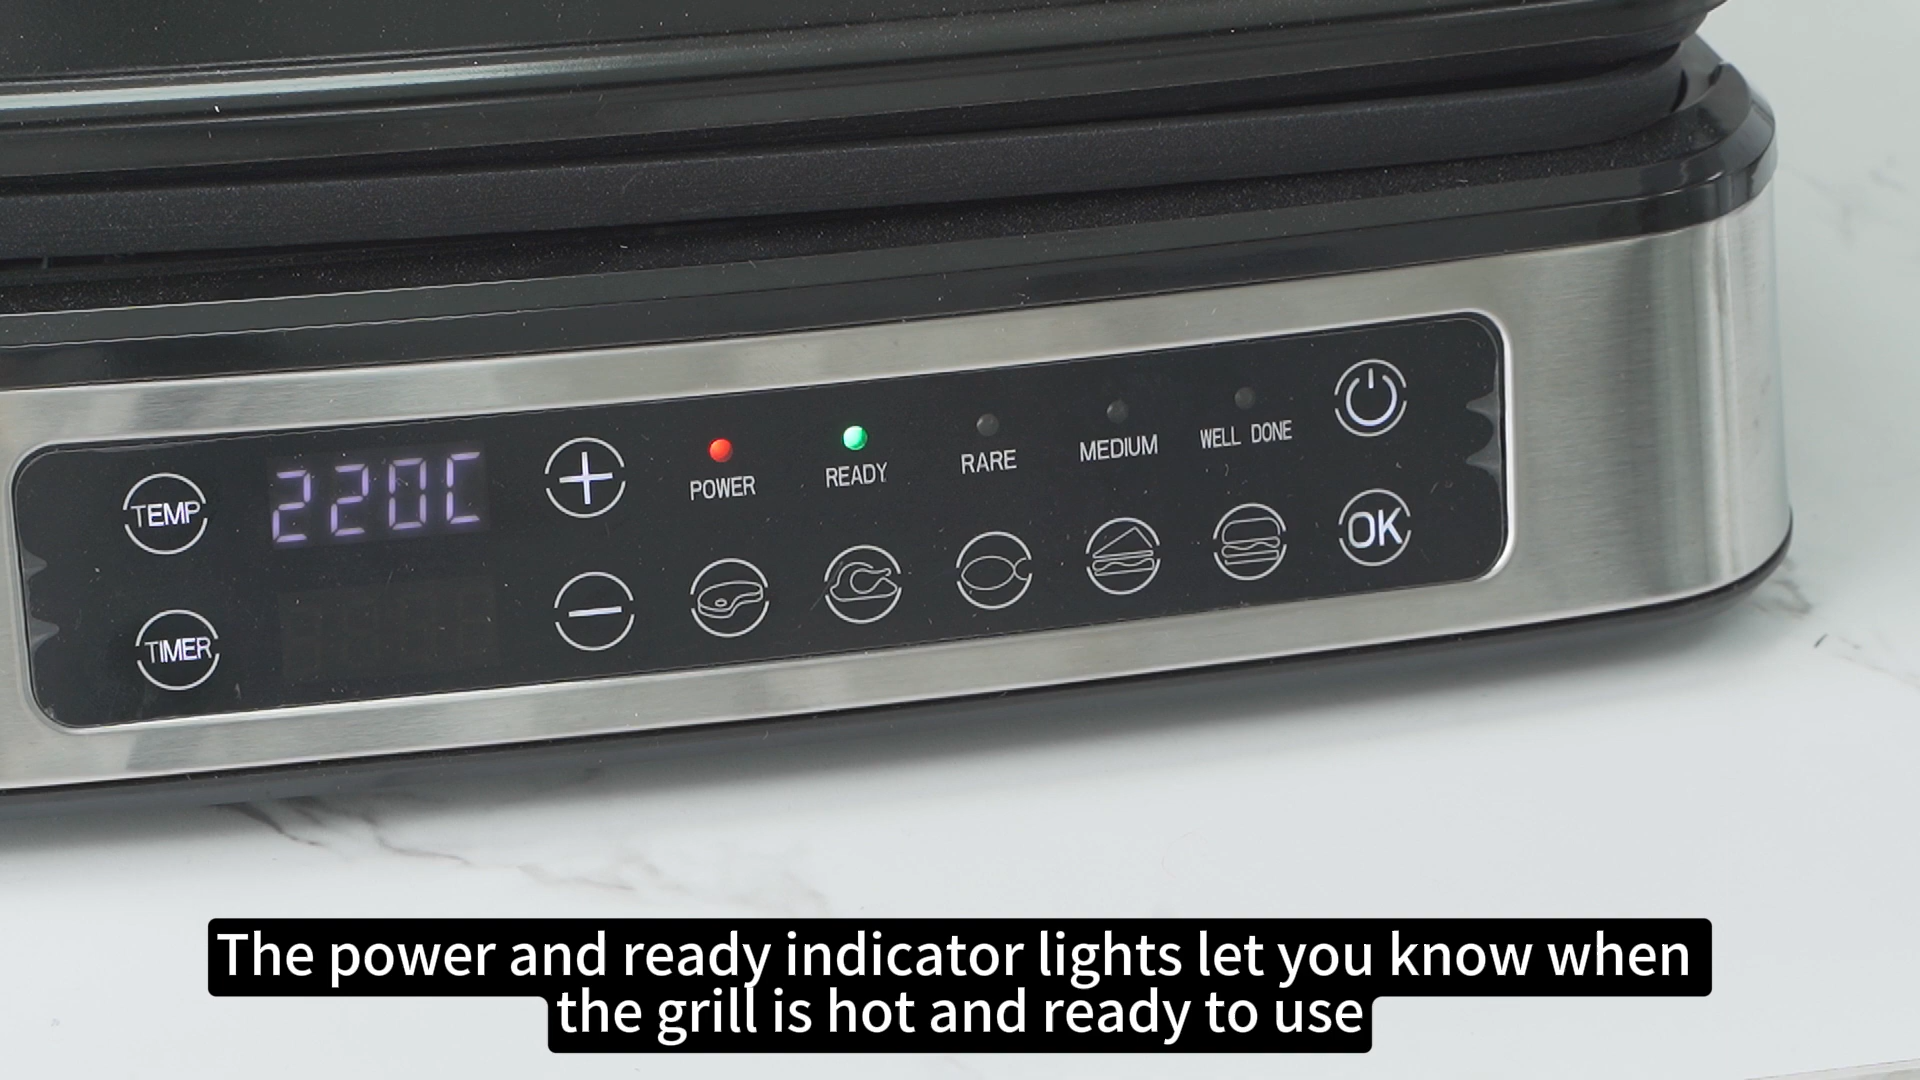 TEMP
220C
POWER
READY
RARE
MEDIUM
WELL DONE
TIMER
OK
The power and ready indicator lights let you know when
the grill is hot and ready to use